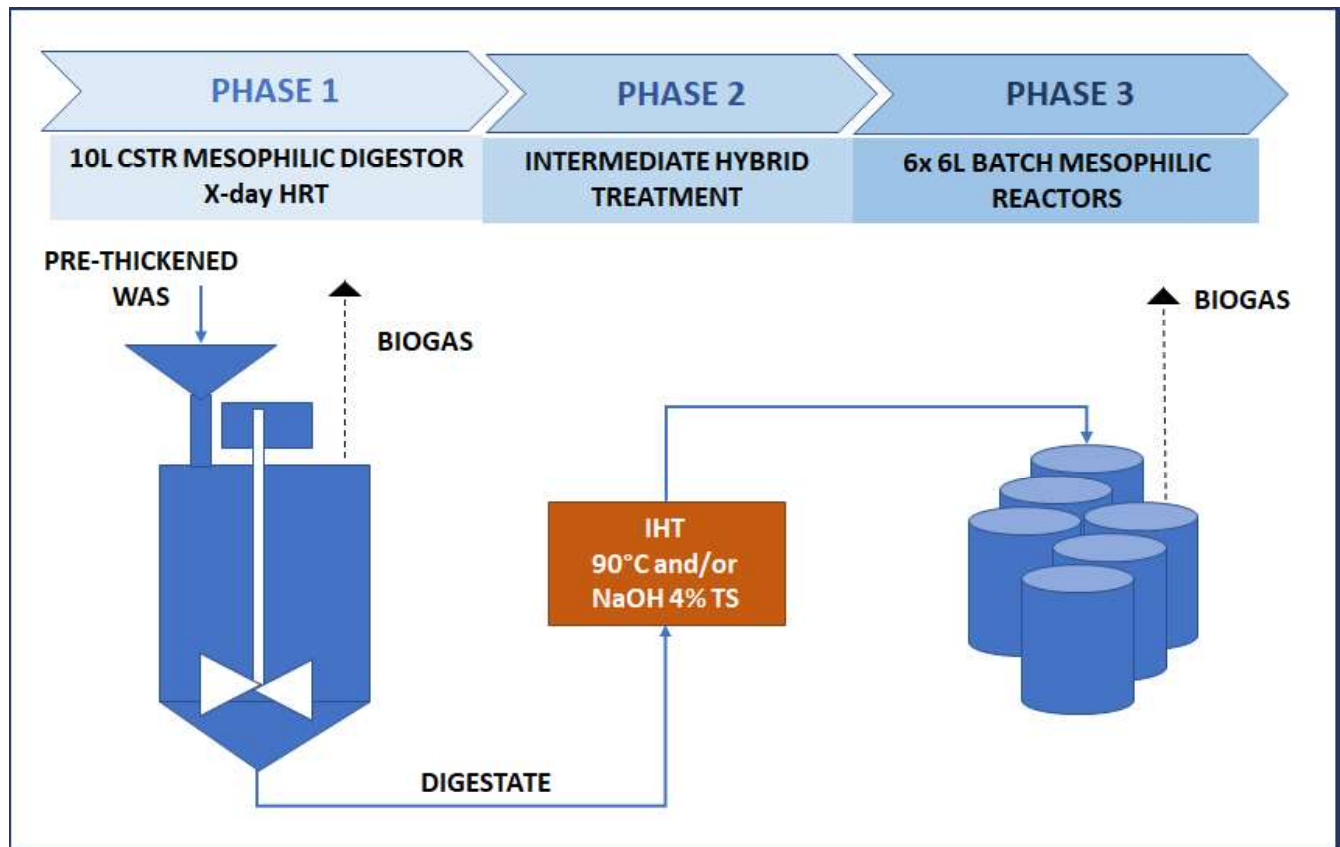 PHASE 1
PHASE 2
PHASE 3
10L CSTR MESOPHILIC DIGESTOR
X-day HRT
INTERMEDIATE HYBRID
TREATMENT
6x 6L BATCH MESOPHILIC
REACTORS
PRE-THICKENED
WAS
BIOGAS
BIOGAS
IHT
90°C and/or
NaOH 4% TS
DIGESTATE